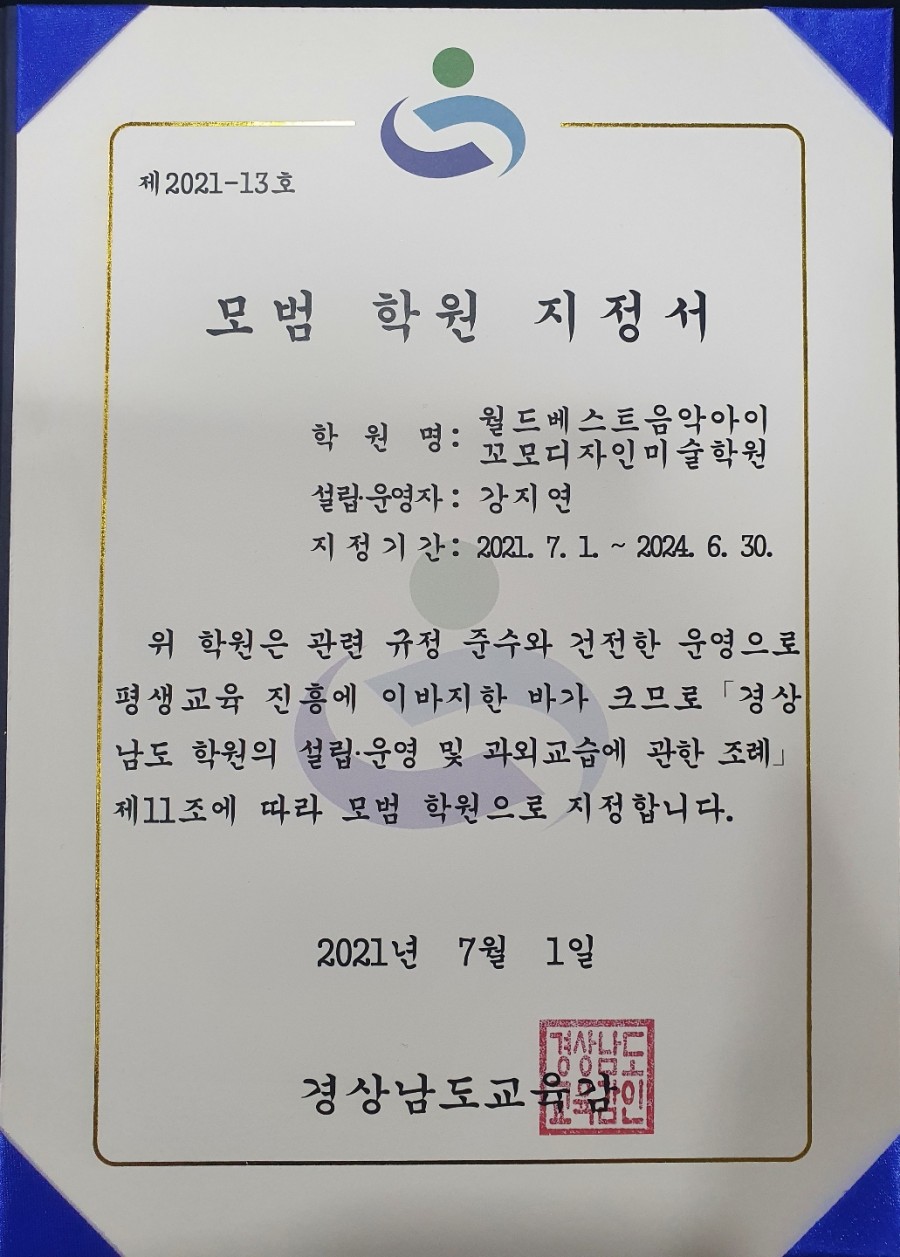 제2021-13호
모범 학원 지정서
학 원 명: 월드베스트음악아이
꼬모디자인미술학원
설립·운영자: 강지연
지정기간: 2021. 7. 1. ~ 2024. 6. 30.
위 학원은 관련 규정 준수와 건전한 운영으로
평생교육 진흥에 이바지한 바가 크므로 「경상
남도 학원의 설립·운영 및 과외교습에 관한 조례」
제11조에 따라 모범 학원으로 지정합니다.
2021년 7월 1일
경상남도교육감
경상남도
교육감인